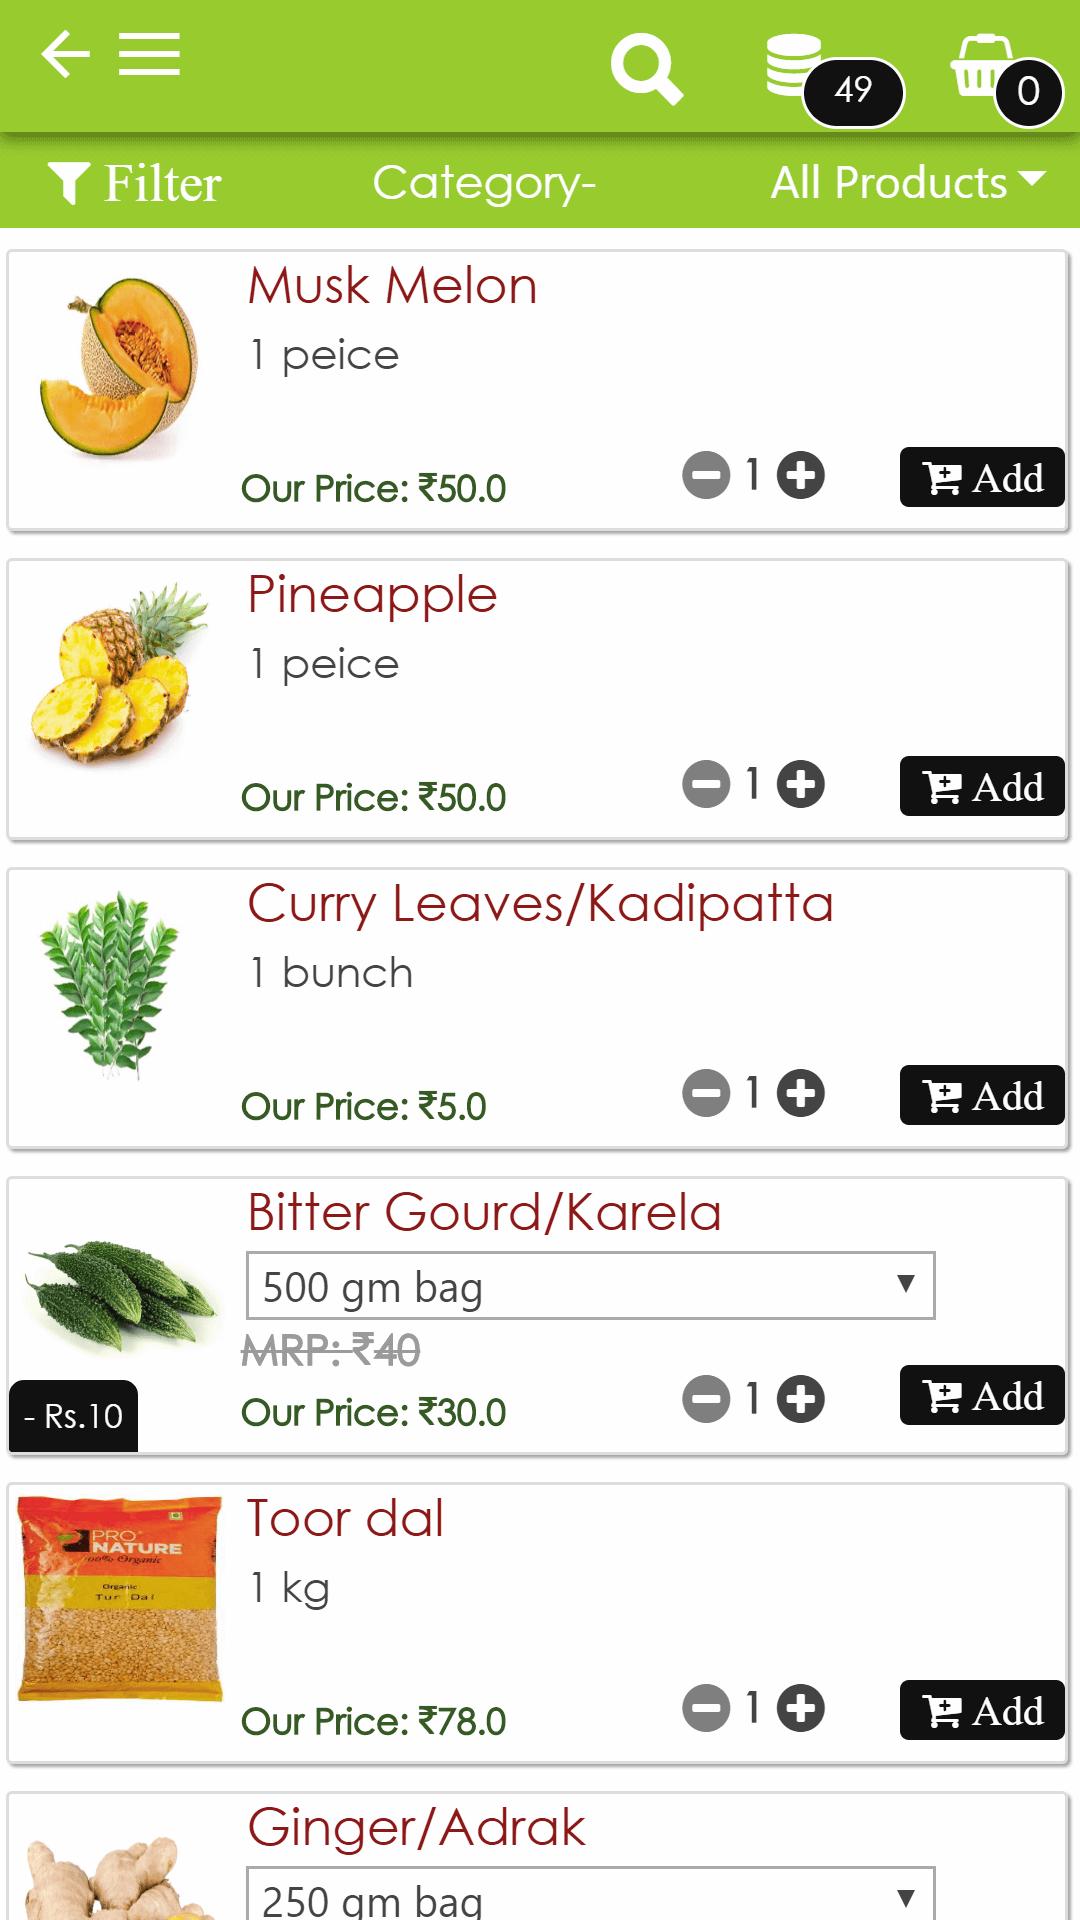 49
0
Filter Category- All Products
Musk Melon
1 peice
Our Price: ₹50.0 1 Add
Pineapple
1 peice
Our Price: ₹50.0 1 Add
Curry Leaves/Kadipatta
1 bunch
Our Price: ₹5.0 1 Add
Bitter Gourd/Karela
500 gm bag
MRP: ₹40
- Rs.10 Our Price: ₹30.0 1 Add
PRO
NATURE
100% Organic
Organic
Tur Dal
Toor dal
1 kg
Our Price: ₹78.0 1 Add
Ginger/Adrak
250 gm bag